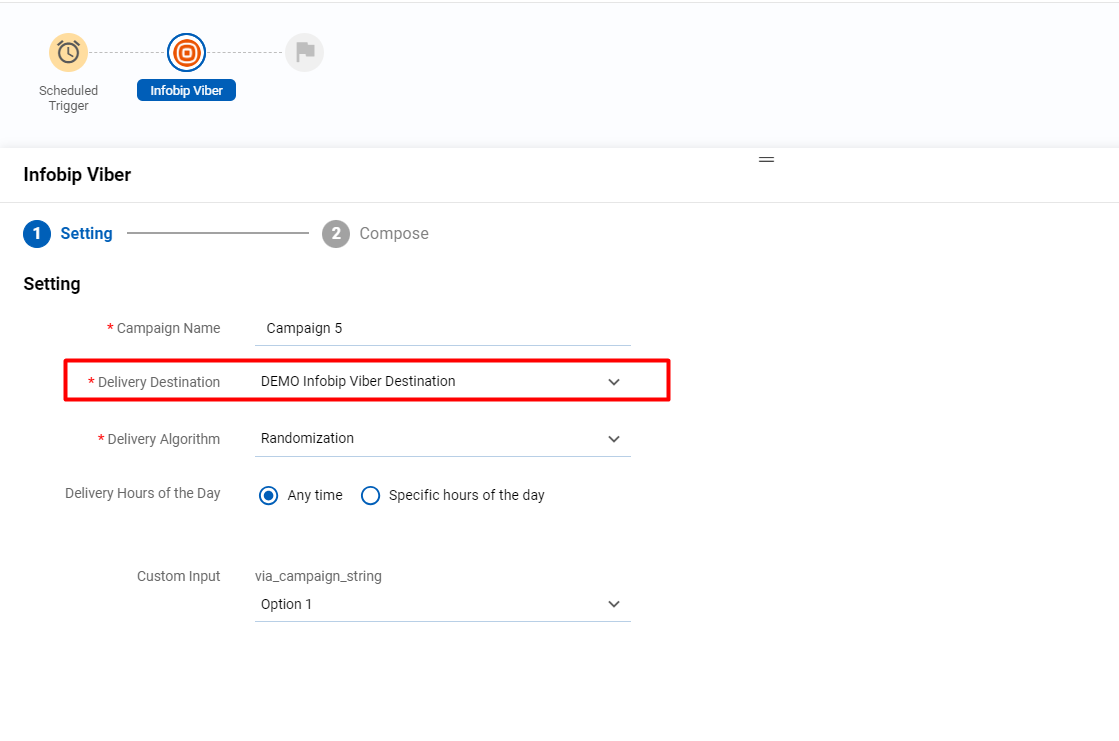 Scheduled
Trigger
Infobip Viber
Infobip Viber
1 Setting 2 Compose
Setting
* Campaign Name Campaign 5
* Delivery Destination DEMO Infobip Viber Destination
* Delivery Algorithm Randomization
Delivery Hours of the Day Any time Specific hours of the day
Custom Input via_campaign_string
Option 1